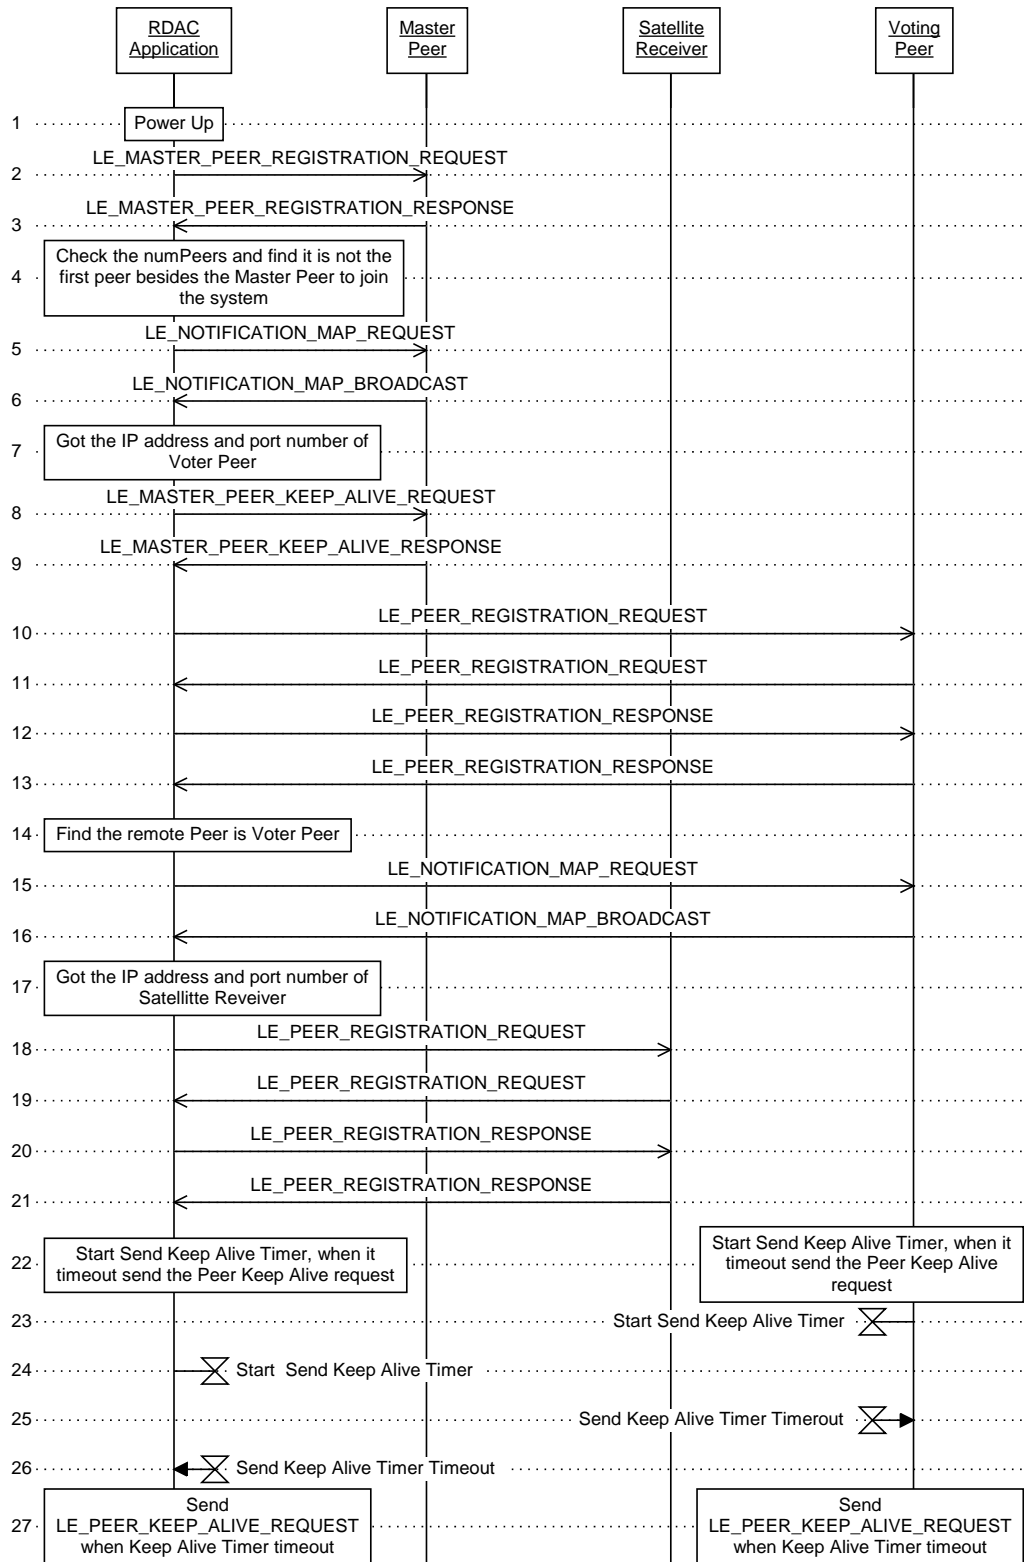 RDAC
Application
Master
Peer
Satellite
Receiver
Voting
Peer
1
Power Up
LE_MASTER_PEER_REGISTRATION_REQUEST
2
LE_MASTER_PEER_REGISTRATION_RESPONSE
3
Check the numPeers and find it is not the
first peer besides the Master Peer to join
the system
4
LE_NOTIFICATION_MAP_REQUEST
5
LE_NOTIFICATION_MAP_BROADCAST
6
Got the IP address and port number of
Voter Peer
7
LE_MASTER_PEER_KEEP_ALIVE_REQUEST
8
LE_MASTER_PEER_KEEP_ALIVE_RESPONSE
9
LE_PEER_REGISTRATION_REQUEST
10
LE_PEER_REGISTRATION_REQUEST
11
LE_PEER_REGISTRATION_RESPONSE
12
LE_PEER_REGISTRATION_RESPONSE
13
14
Find the remote Peer is Voter Peer
LE_NOTIFICATION_MAP_REQUEST
15
LE_NOTIFICATION_MAP_BROADCAST
16
Got the IP address and port number of
Satellitte Reveiver
17
LE_PEER_REGISTRATION_REQUEST
18
LE_PEER_REGISTRATION_REQUEST
19
LE_PEER_REGISTRATION_RESPONSE
20
LE_PEER_REGISTRATION_RESPONSE
21
22
Start Send Keep Alive Timer, when it
timeout send the Peer Keep Alive request
Start Send Keep Alive Timer, when it
timeout send the Peer Keep Alive
request
23
Start Send Keep Alive Timer
24
Start  Send Keep Alive Timer
25
Send Keep Alive Timer Timerout
26
Send Keep Alive Timer Timeout
27
Send
LE_PEER_KEEP_ALIVE_REQUEST
when Keep Alive Timer timeout
Send
LE_PEER_KEEP_ALIVE_REQUEST
when Keep Alive Timer timeout